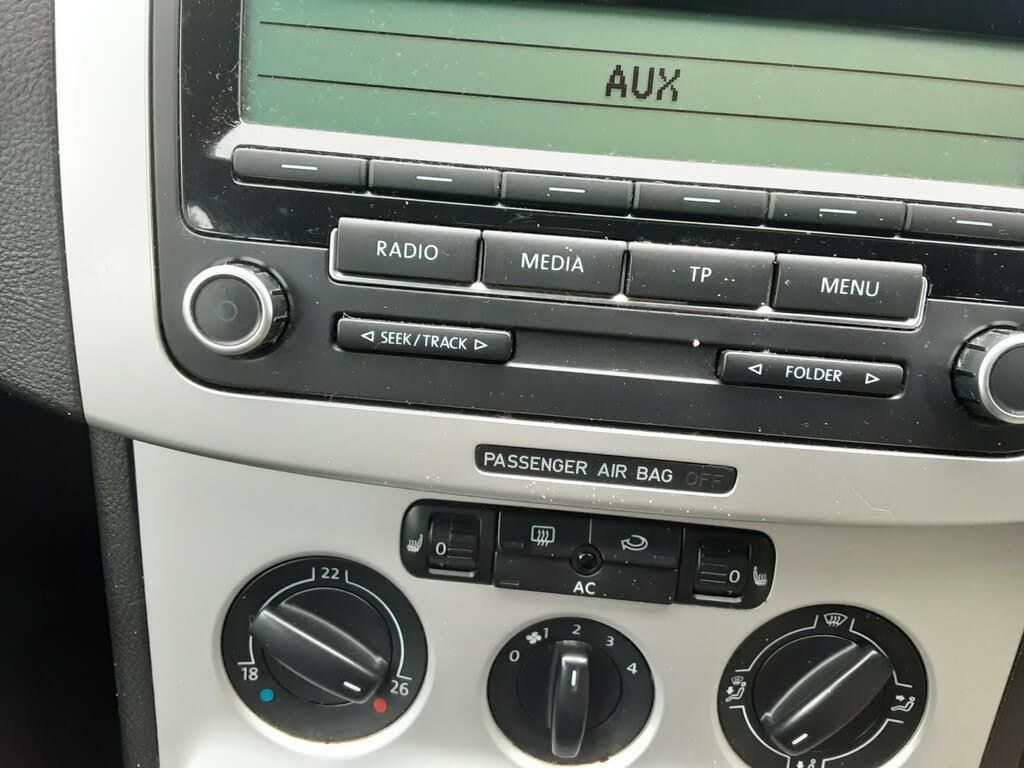 AUX
RADIO MEDIA TP MENU
SEEK/TRACK FOLDER
PASSENGER AIR BAG OFF
0 0
AC
22
18 26
0 1 2 3 4